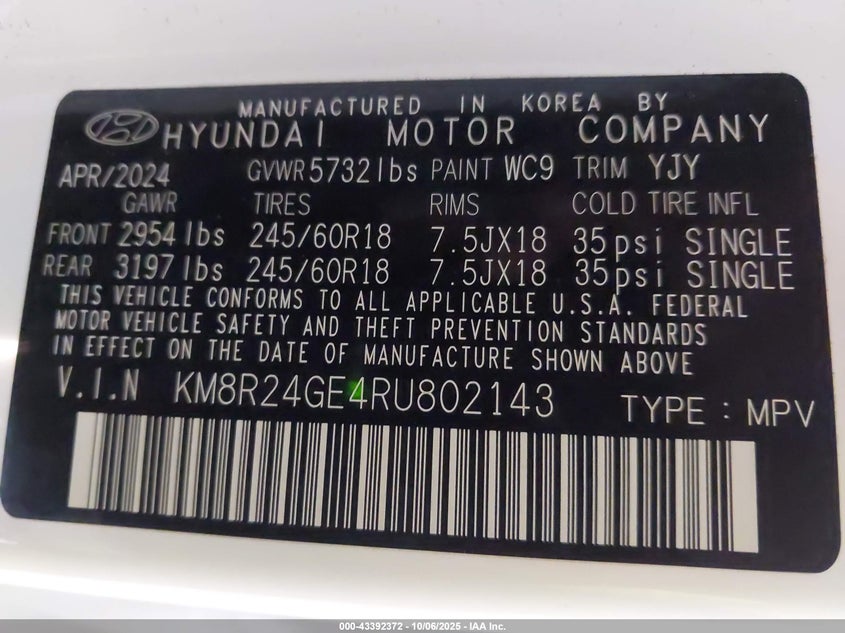 MANUFACTURED IN KOREA BY
HYUNDAI MOTOR COMPANY
APR/2024 GVWR 5732 lbs PAINT WC9 TRIM YJY
GAWR TIRES RIMS COLD TIRE INFL
FRONT 2954 lbs 245/60R18 7.5JX18 35psi SINGLE
REAR 3197 lbs 245/60R18 7.5JX18 35psi SINGLE
THIS VEHICLE CONFORMS TO ALL APPLICABLE U.S.A. FEDERAL
MOTOR VEHICLE SAFETY AND THEFT PREVENTION STANDARDS
IN EFFECT ON THE DATE OF MANUFACTURE SHOWN ABOVE
V.I.N KM8R24GE4RU802143 TYPE : MPV
000-43392372 - 10/06/2025 - IAA Inc.